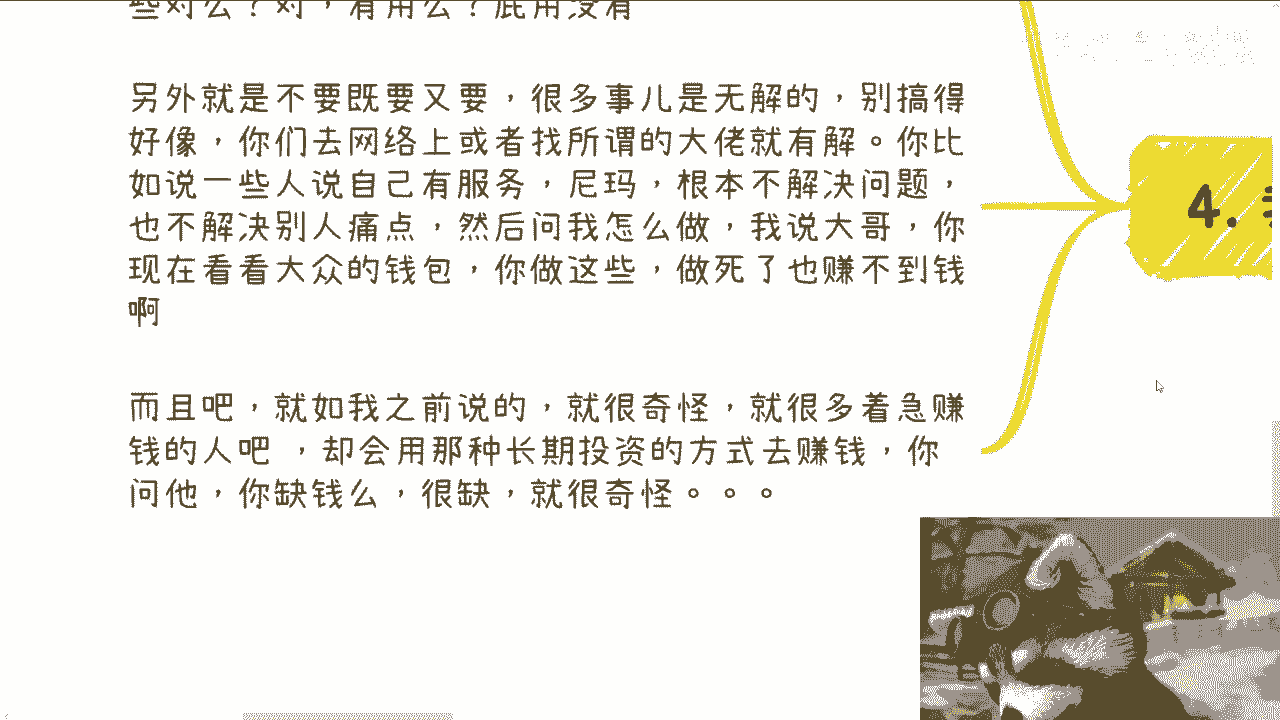 些对么？对，有用么？屁用没有
另外就是不要既要又要，很多事儿是无解的，别搞得
好像，你们去网络上或者找所谓的大佬就有解。你比
如说一些人说自己有服务，尼玛，根本不解决问题，
也不解决别人痛点，然后问我怎么做，我说大哥，你
现在看看大众的钱包，你做这些，做死了也赚不到钱
啊
而且吧，就如我之前说的，就很奇怪，就很多着急赚
钱的人吧 ，却会用那种长期投资的方式去赚钱，你
问他，你缺钱么，很缺，就很奇怪。。。
4.